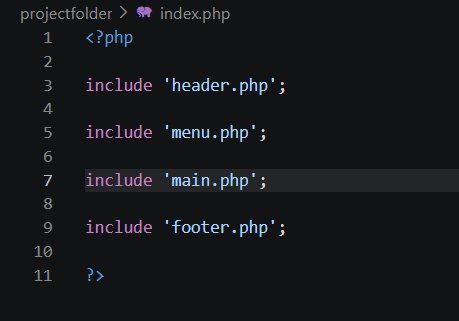 projectfolder > index.php
1 <?php
2
3 include 'header.php';
4
5 include 'menu.php';
6
7 include 'main.php';
8
9 include 'footer.php';
10
11 ?>